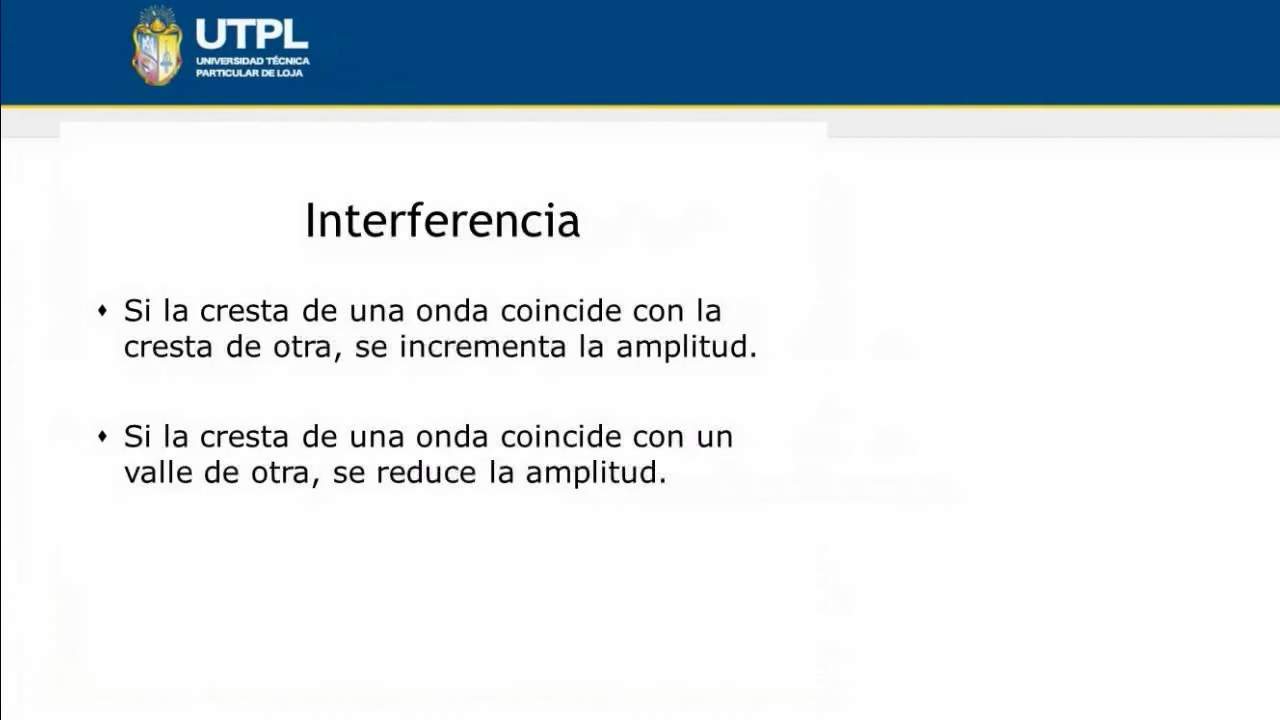 UTPL
UNIVERSIDAD TÉCNICA
PARTICULAR DE LOJA
Interferencia
Si la cresta de una onda coincide con la
cresta de otra, se incrementa la amplitud.
Si la cresta de una onda coincide con un
valle de otra, se reduce la amplitud.